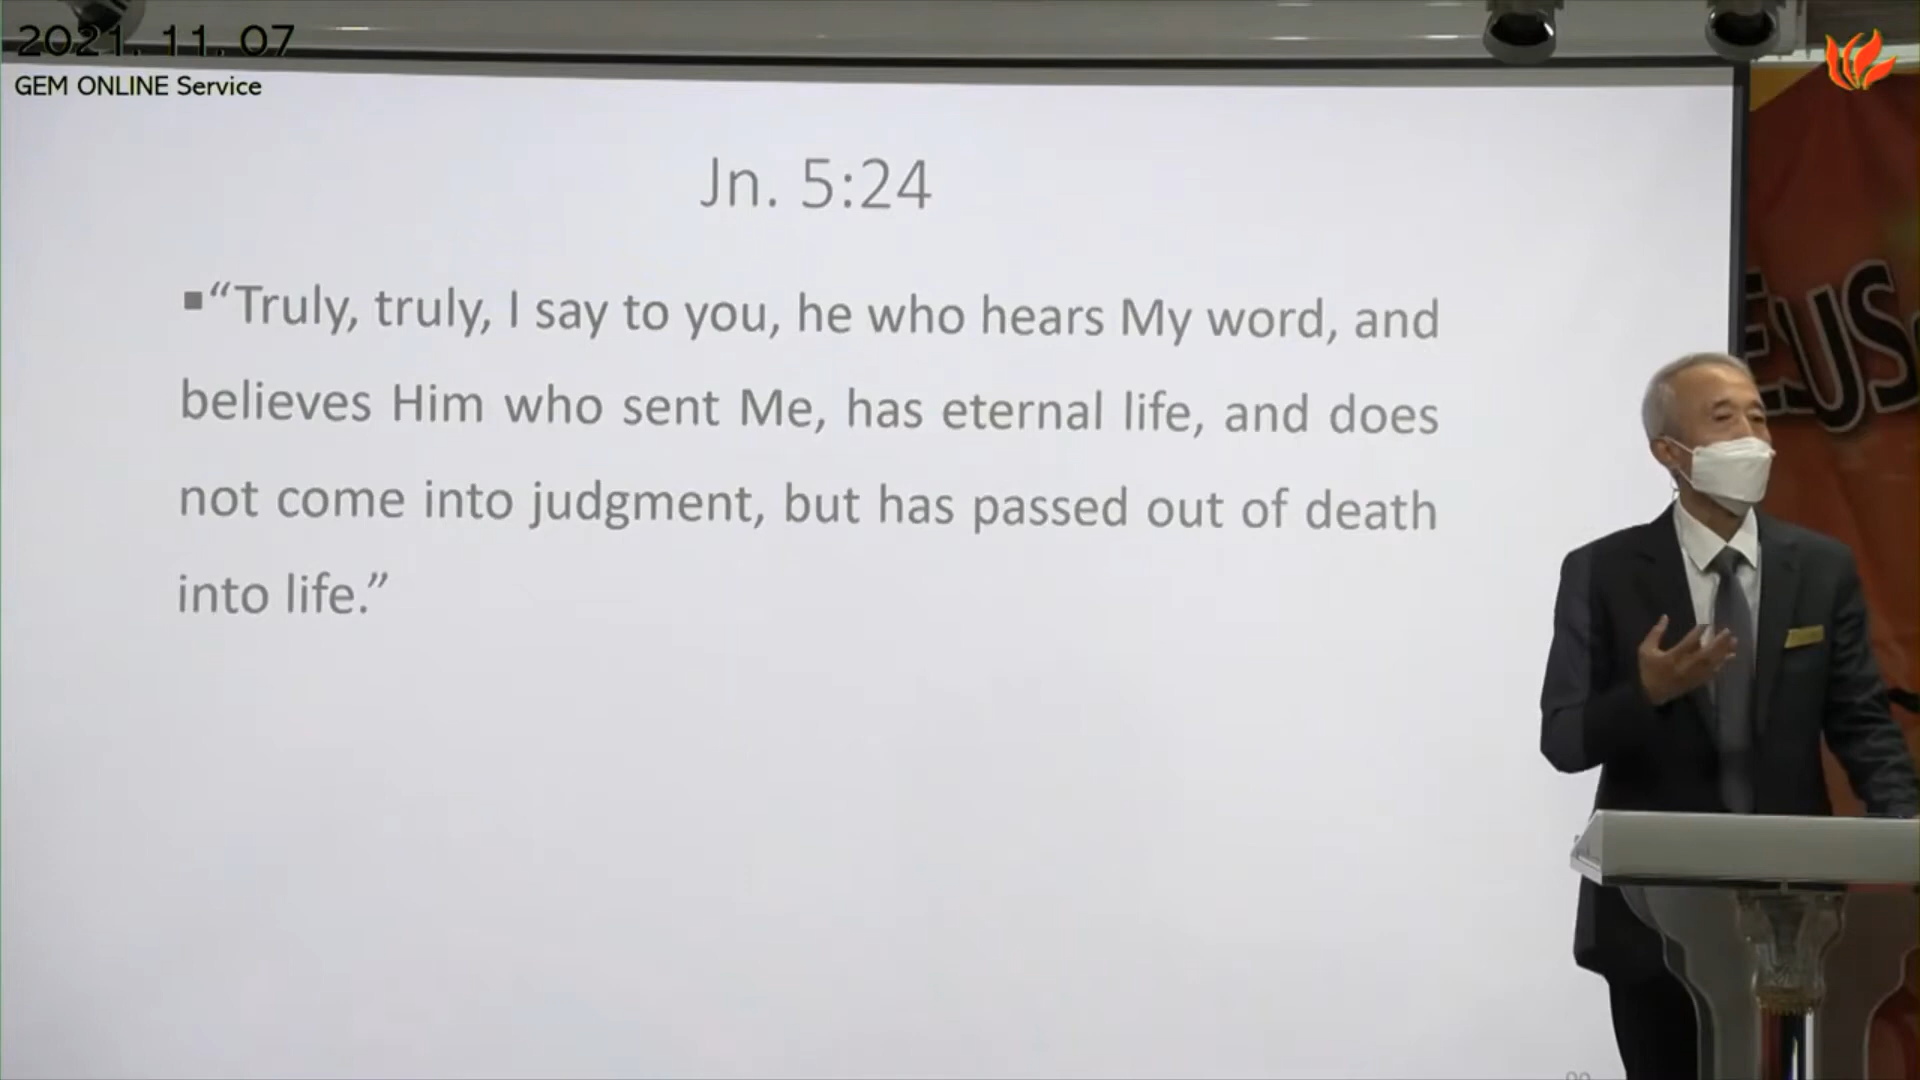 2021. 11. 07
GEM ONLINE Service
Jn. 5:24
▪“Truly, truly, I say to you, he who hears My word, and
believes Him who sent Me, has eternal life, and does
not come into judgment, but has passed out of death
into life.”